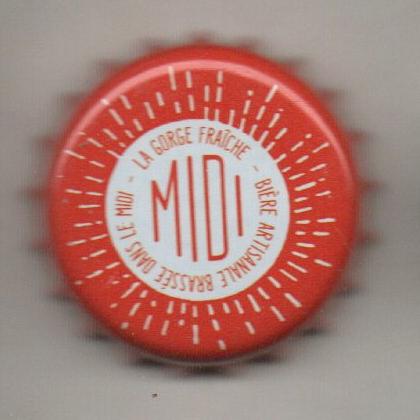 MIDi
LA GORGE FRAÎCHE - BIÈRE ARTISANALE BRASSÉE DANS LE MIDI -